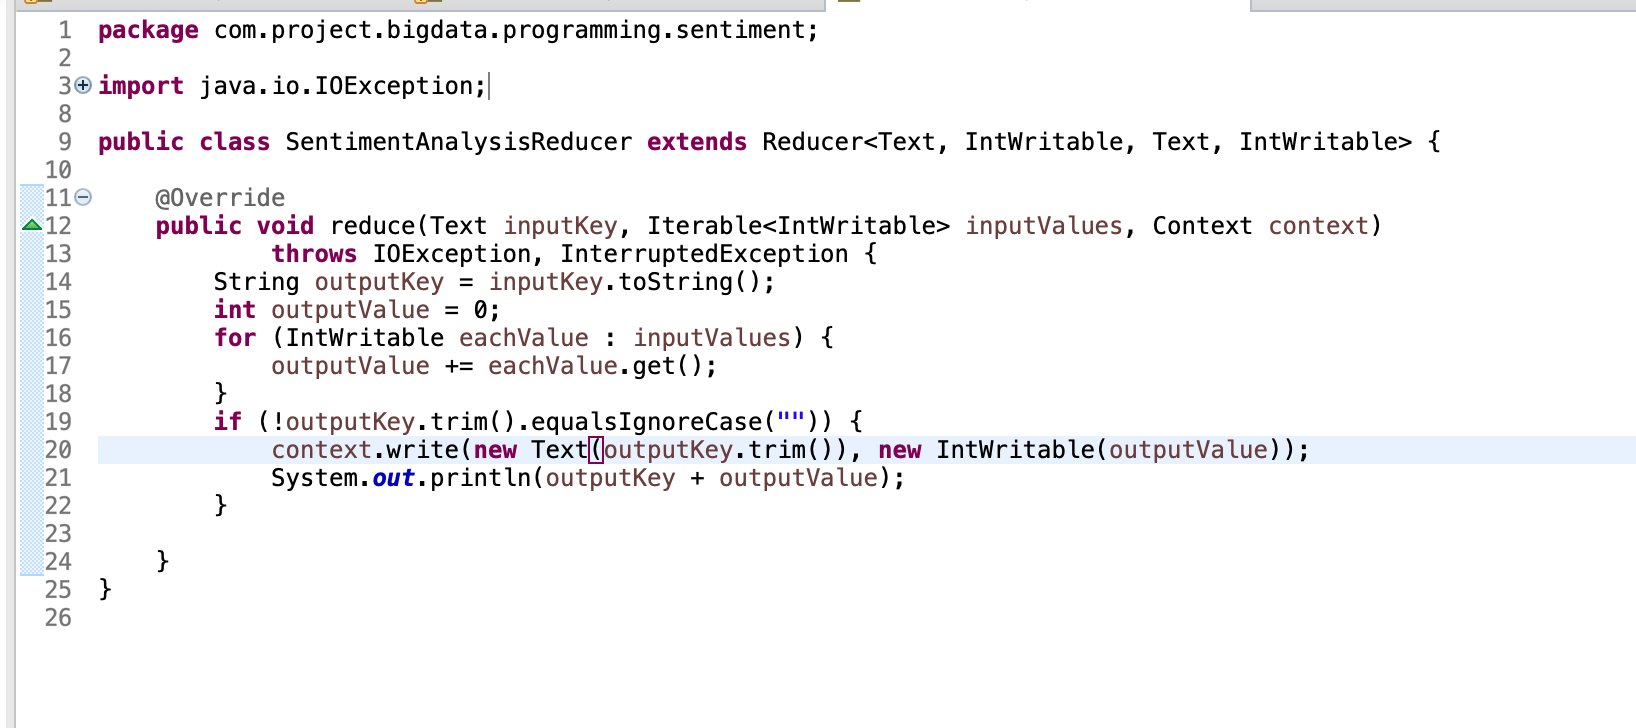 1 package com.project.bigdata.programming.sentiment;
2
3 import java.io.IOException;
8
9 public class SentimentAnalysisReducer extends Reducer<Text, IntWritable, Text, IntWritable> {
10
11     @Override
12     public void reduce(Text inputKey, Iterable<IntWritable> inputValues, Context context)
13             throws IOException, InterruptedException {
14         String outputKey = inputKey.toString();
15         int outputValue = 0;
16         for (IntWritable eachValue : inputValues) {
17             outputValue += eachValue.get();
18         }
19         if (!outputKey.trim().equalsIgnoreCase("")) {
20             context.write(new Text(outputKey.trim()), new IntWritable(outputValue));
21             System.out.println(outputKey + outputValue);
22         }
23
24     }
25 }
26